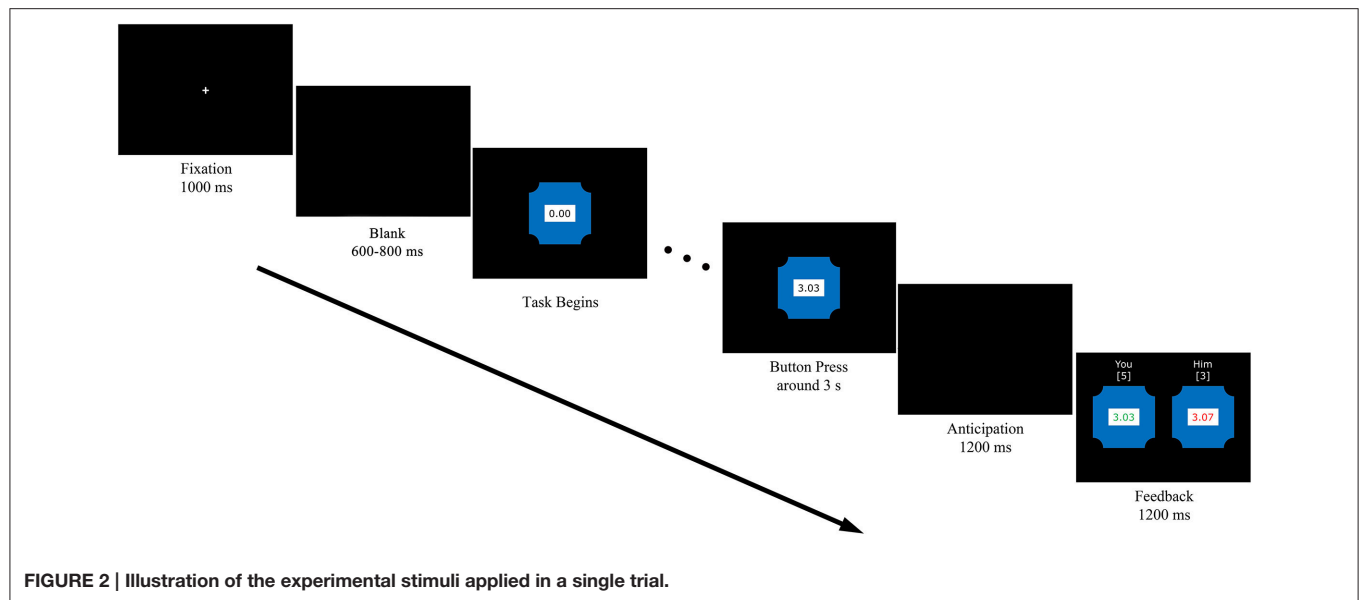 +
Fixation
1000 ms
Blank
600-800 ms
0.00
Task Begins
3.03
Button Press
around 3 s
Anticipation
1200 ms
You Him
[5] [3]
3.03 3.07
Feedback
1200 ms
FIGURE 2 | Illustration of the experimental stimuli applied in a single trial.